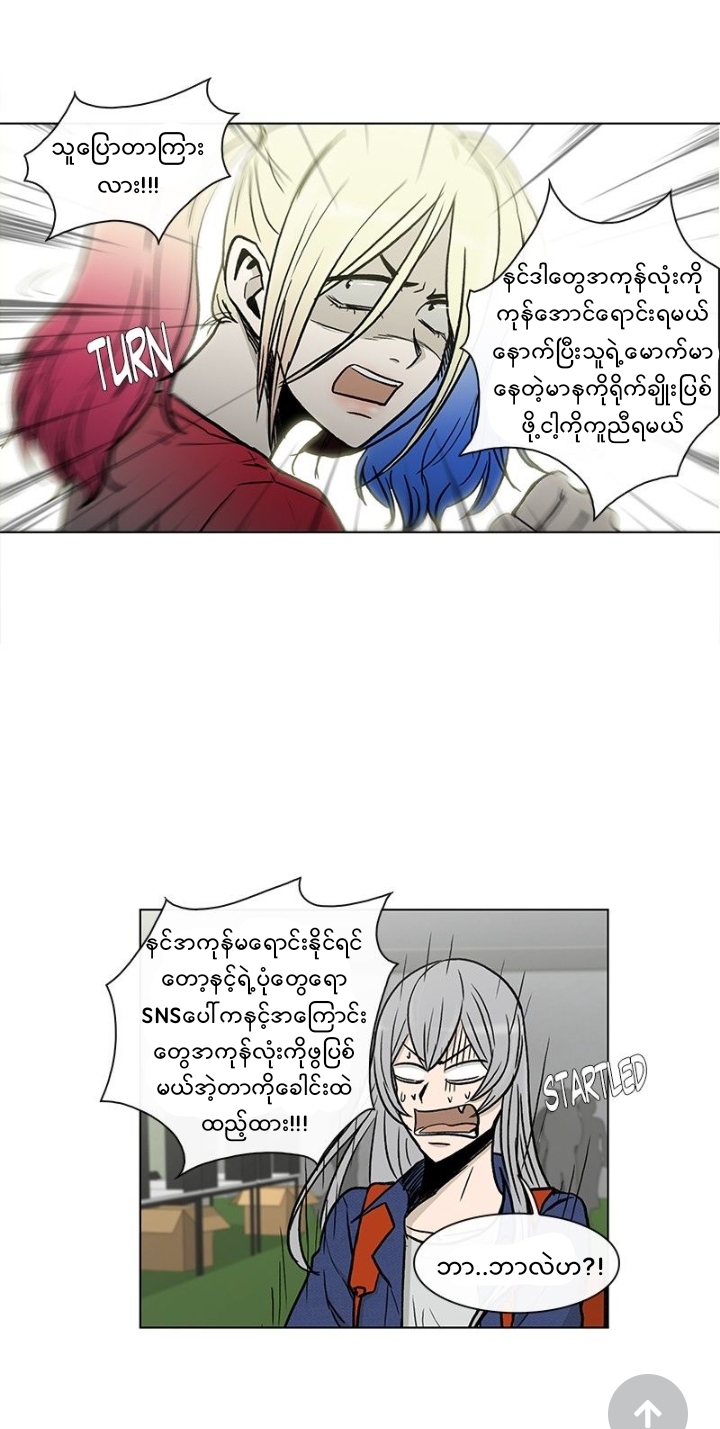 သူပြောတာကြား
လား!!!
နင်ဒါတွေအကုန်လုံးကို
ကုန်အောင်ရောင်းရမယ်
နောက်ပြီးသူရဲ့မောက်မာ
နေတဲ့မာနကိုရိုက်ချိုးပြစ်
ဖို့ငါ့ကိုကူညီရမယ်
TURN
နင်အကုန်မရောင်းနိုင်ရင်
တော့နင့်ရဲ့ပုံတွေရော
SNSပေါ်ကနင့်အကြောင်း
တွေအကုန်လုံးကိုဖွပြစ်
မယ်အဲ့တာကိုခေါင်းထဲ
ထည့်ထား!!!
STARTLED
ဘာ..ဘာလဲဟ?!